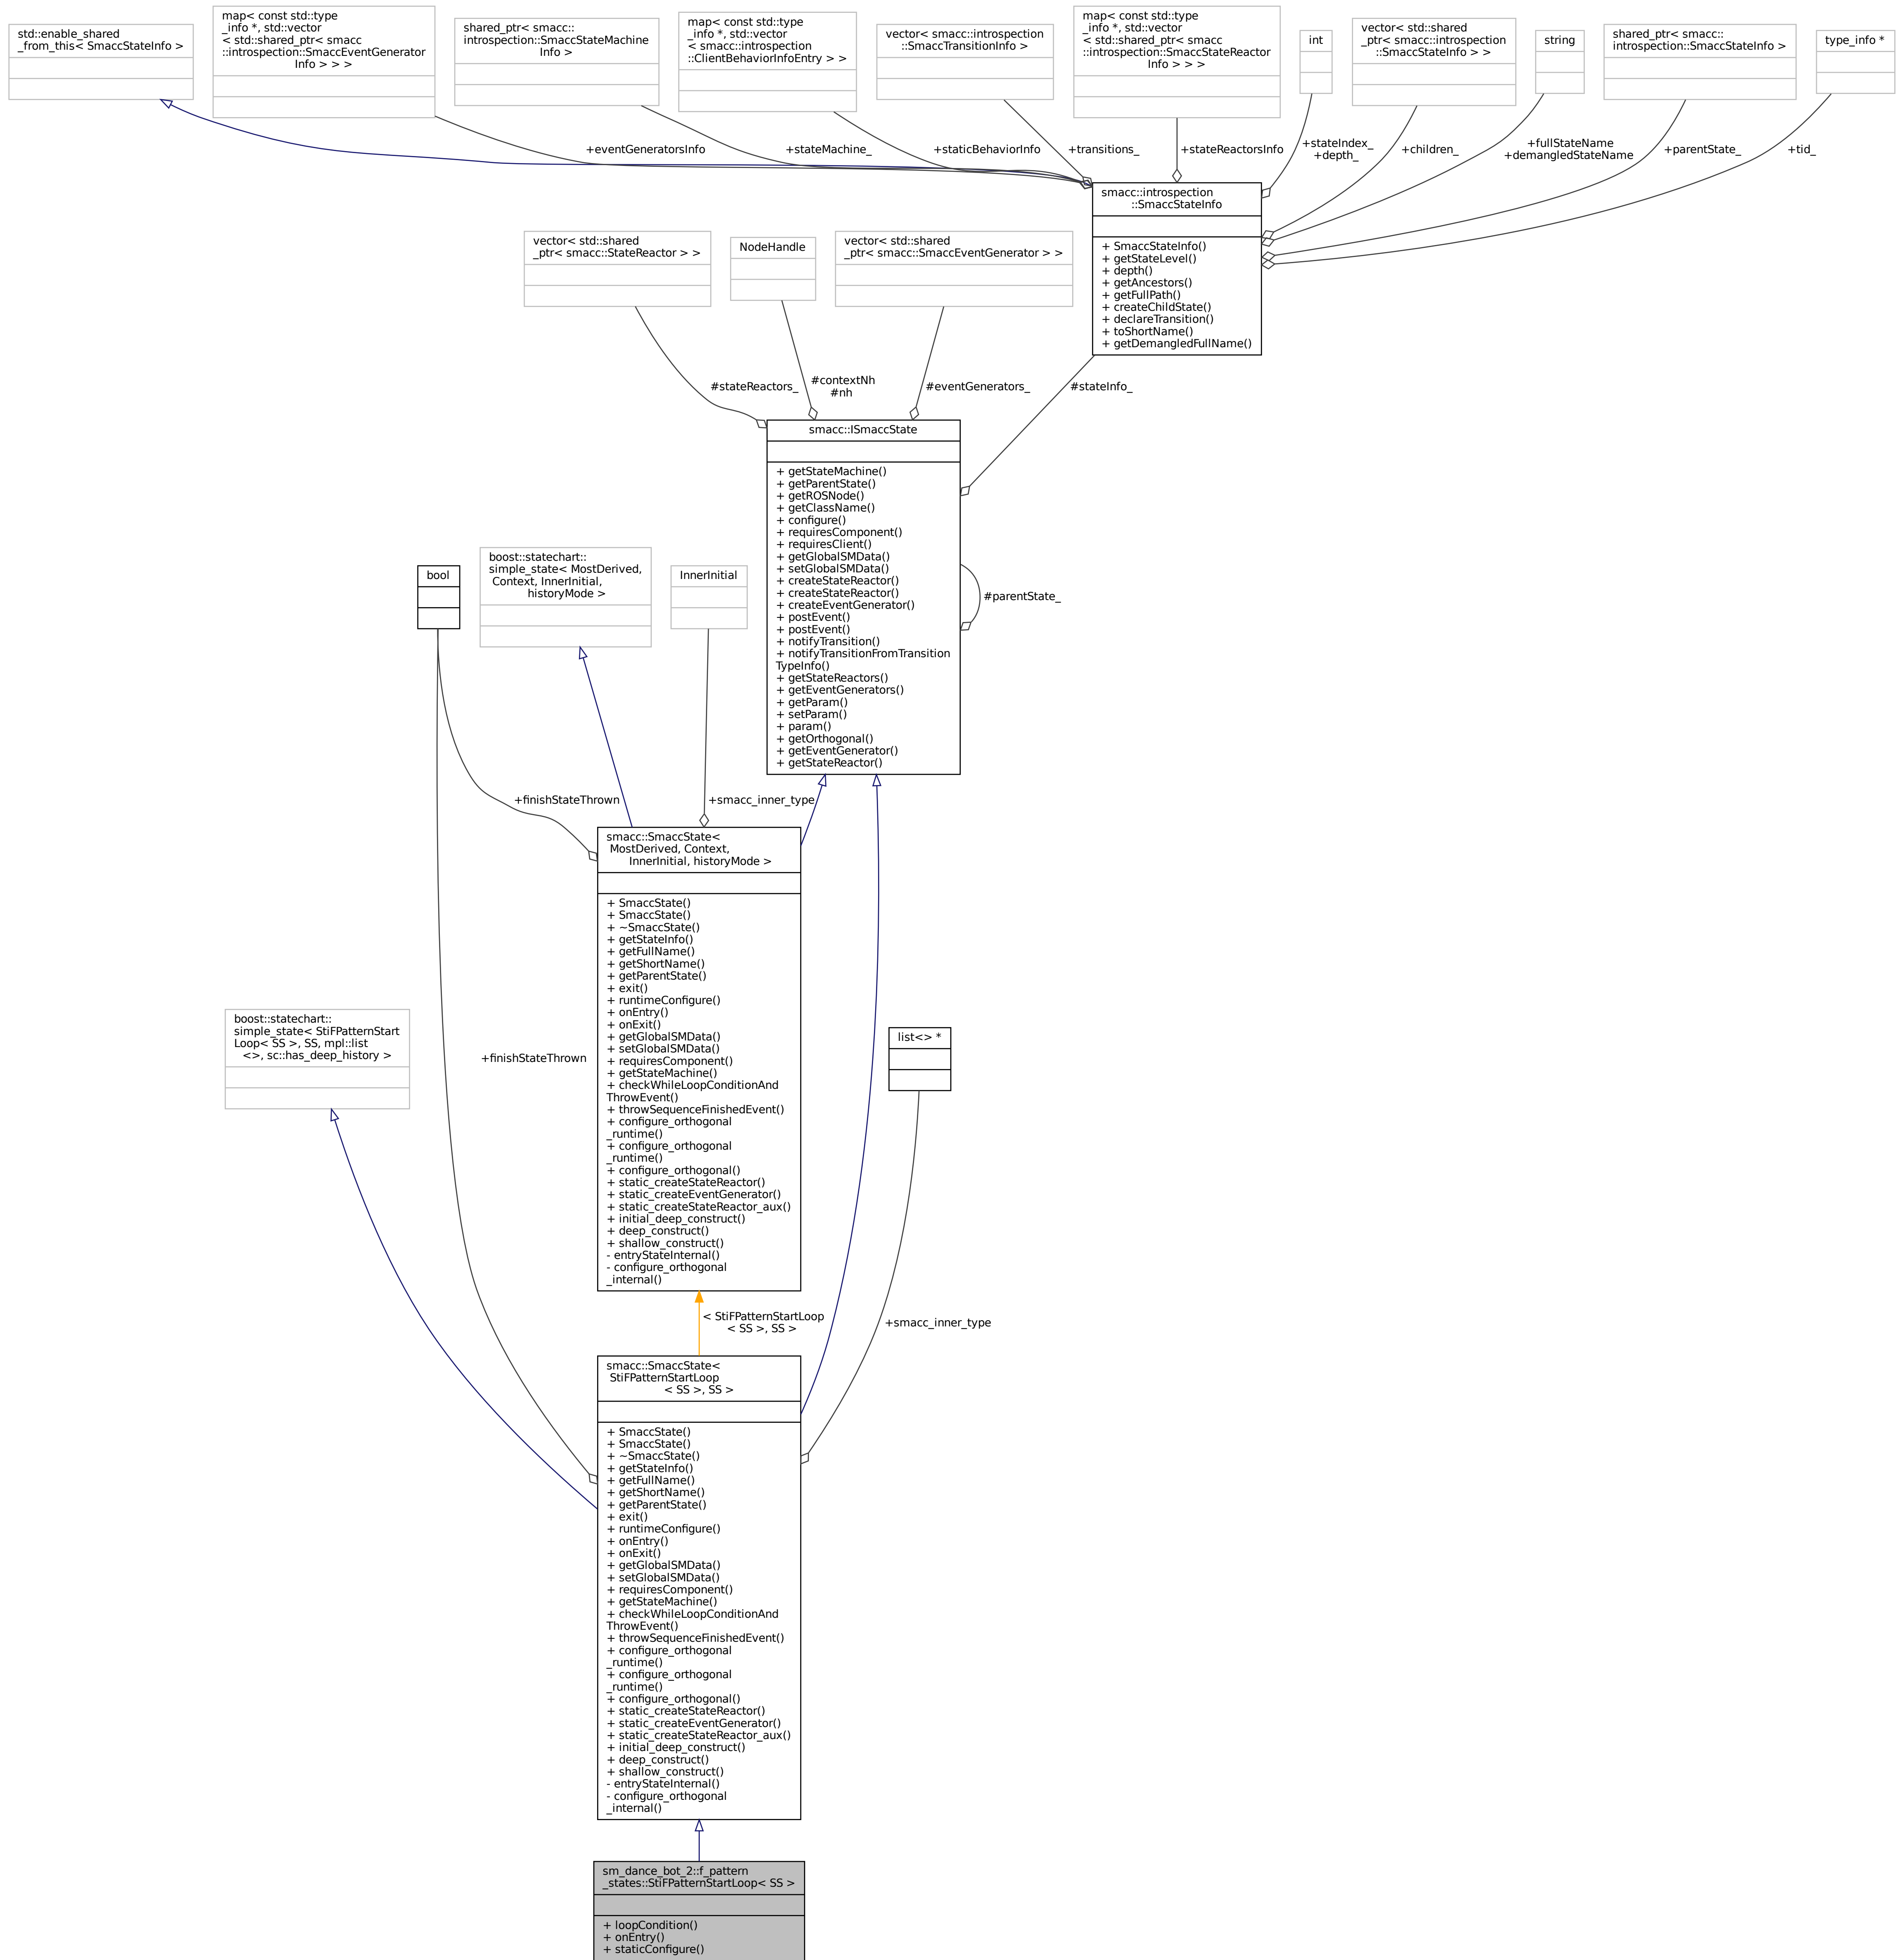 std::enable_shared
_from_this< SmaccStateInfo >
map< const std::type
_info *, std::vector
< std::shared_ptr< smacc
::introspection::SmaccEventGenerator
Info > > >
shared_ptr< smacc::
introspection::SmaccStateMachine
Info >
map< const std::type
_info *, std::vector
< smacc::introspection
::ClientBehaviorInfoEntry > >
vector< smacc::introspection
::SmaccTransitionInfo >
map< const std::type
_info *, std::vector
< std::shared_ptr< smacc
::introspection::SmaccStateReactor
Info > > >
int
vector< std::shared
_ptr< smacc::introspection
::SmaccStateInfo > >
string
shared_ptr< smacc::
introspection::SmaccStateInfo >
type_info *
+eventGeneratorsInfo
+stateMachine_
+staticBehaviorInfo
+transitions_
+stateReactorsInfo
+stateIndex_
+depth_
+children_
+fullStateName
+demangledStateName
+parentState_
+tid_
smacc::introspection
::SmaccStateInfo
+ SmaccStateInfo()
+ getStateLevel()
+ depth()
+ getAncestors()
+ getFullPath()
+ createChildState()
+ declareTransition()
+ toShortName()
+ getDemangledFullName()
vector< std::shared
_ptr< smacc::StateReactor > >
NodeHandle
vector< std::shared
_ptr< smacc::SmaccEventGenerator > >
#stateReactors_
#contextNh
#nh
#eventGenerators_
#stateInfo_
smacc::ISmaccState
+ getStateMachine()
+ getParentState()
+ getROSNode()
+ getClassName()
+ configure()
+ requiresComponent()
+ requiresClient()
+ getGlobalSMData()
+ setGlobalSMData()
+ createStateReactor()
+ createStateReactor()
+ createEventGenerator()
+ postEvent()
+ postEvent()
+ notifyTransition()
+ notifyTransitionFromTransition
TypeInfo()
+ getStateReactors()
+ getEventGenerators()
+ getParam()
+ setParam()
+ param()
+ getOrthogonal()
+ getEventGenerator()
+ getStateReactor()
#parentState_
bool
boost::statechart::
simple_state< MostDerived,
Context, InnerInitial,
historyMode >
InnerInitial
+finishStateThrown
+smacc_inner_type
smacc::SmaccState<
MostDerived, Context,
InnerInitial, historyMode >
+ SmaccState()
+ SmaccState()
+ ~SmaccState()
+ getStateInfo()
+ getFullName()
+ getShortName()
+ getParentState()
+ exit()
+ runtimeConfigure()
+ onEntry()
+ onExit()
+ getGlobalSMData()
+ setGlobalSMData()
+ requiresComponent()
+ getStateMachine()
+ checkWhileLoopConditionAnd
ThrowEvent()
+ throwSequenceFinishedEvent()
+ configure_orthogonal
_runtime()
+ configure_orthogonal
_runtime()
+ configure_orthogonal()
+ static_createStateReactor()
+ static_createEventGenerator()
+ static_createStateReactor_aux()
+ initial_deep_construct()
+ deep_construct()
+ shallow_construct()
- entryStateInternal()
- configure_orthogonal
_internal()
boost::statechart::
simple_state< StiFPatternStart
Loop< SS >, SS, mpl::list
<>, sc::has_deep_history >
+finishStateThrown
list<> *
< StiFPatternStartLoop
< SS >, SS >
+smacc_inner_type
smacc::SmaccState<
StiFPatternStartLoop
< SS >, SS >
+ SmaccState()
+ SmaccState()
+ ~SmaccState()
+ getStateInfo()
+ getFullName()
+ getShortName()
+ getParentState()
+ exit()
+ runtimeConfigure()
+ onEntry()
+ onExit()
+ getGlobalSMData()
+ setGlobalSMData()
+ requiresComponent()
+ getStateMachine()
+ checkWhileLoopConditionAnd
ThrowEvent()
+ throwSequenceFinishedEvent()
+ configure_orthogonal
_runtime()
+ configure_orthogonal
_runtime()
+ configure_orthogonal()
+ static_createStateReactor()
+ static_createEventGenerator()
+ static_createStateReactor_aux()
+ initial_deep_construct()
+ deep_construct()
+ shallow_construct()
- entryStateInternal()
- configure_orthogonal
_internal()
sm_dance_bot_2::f_pattern
_states::StiFPatternStartLoop< SS >
+ loopCondition()
+ onEntry()
+ staticConfigure()